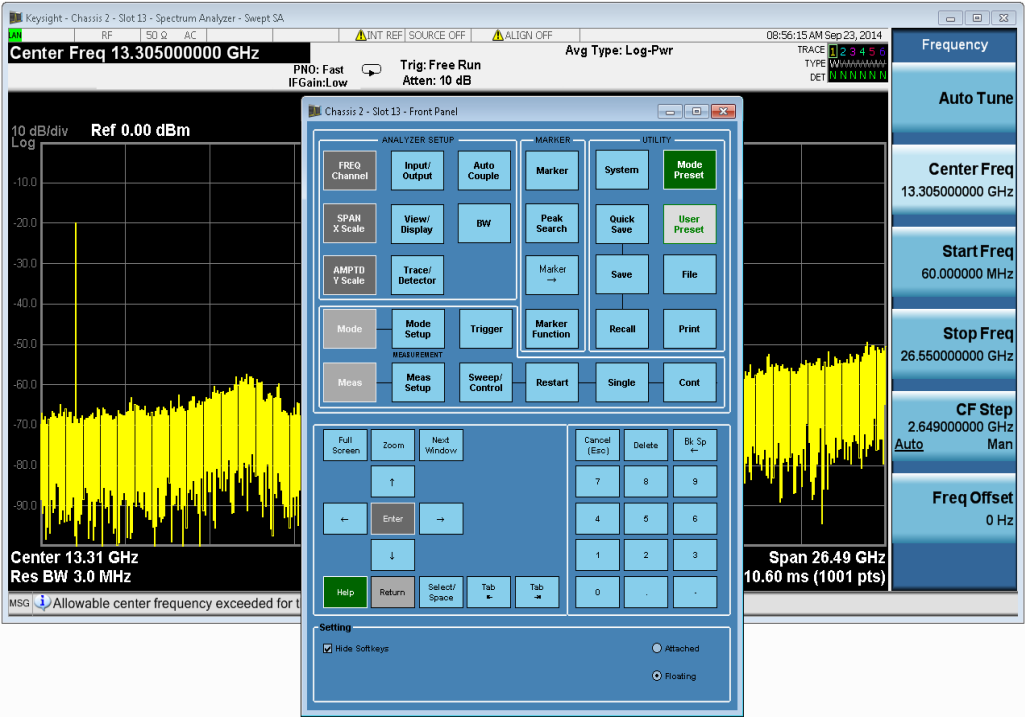 Keysight - Chassis 2 - Slot 13 - Spectrum Analyzer - Swept SA
LAN
RF
50 Ω
AC
INT REF
SOURCE OFF
ALIGN OFF
08:56:15 AM Sep 23, 2014
Center Freq 13.305000000 GHz
PNO: Fast
IFGain:Low
Trig: Free Run
Atten: 10 dB
Avg Type: Log-Pwr
TRACE 1 2 3 4 5 6
TYPE W
DET N N N N N N
10 dB/div
Log
Ref 0.00 dBm
-10.0
-20.0
-30.0
-40.0
-50.0
-60.0
-70.0
-80.0
-90.0
Center 13.31 GHz
Res BW 3.0 MHz
Span 26.49 GHz
10.60 ms (1001 pts)
MSG
Allowable center frequency exceeded for t
Frequency
Auto Tune
Center Freq
13.305000000 GHz
Start Freq
60.000000 MHz
Stop Freq
26.550000000 GHz
CF Step
2.649000000 GHz
Auto Man
Freq Offset
0 Hz
Chassis 2 - Slot 13 - Front Panel
ANALYZER SETUP
MARKER
UTILITY
FREQ
Channel
Input/
Output
Auto
Couple
Marker
System
Mode
Preset
SPAN
X Scale
View/
Display
BW
Peak
Search
Quick
Save
User
Preset
AMPTD
Y Scale
Trace/
Detector
Marker
→
Save
File
Mode
Mode
Setup
Trigger
Marker
Function
Recall
Print
MEASUREMENT
Meas
Meas
Setup
Sweep/
Control
Restart
Single
Cont
Full
Screen
Zoom
Next
Window
↑
←
Enter
→
↓
Help
Return
Select/
Space
Tab
⇤
Tab
⇥
Cancel
(Esc)
Delete
Bk Sp
←
7
8
9
4
5
6
1
2
3
0
.
-
Setting
Hide Softkeys
Attached
Floating